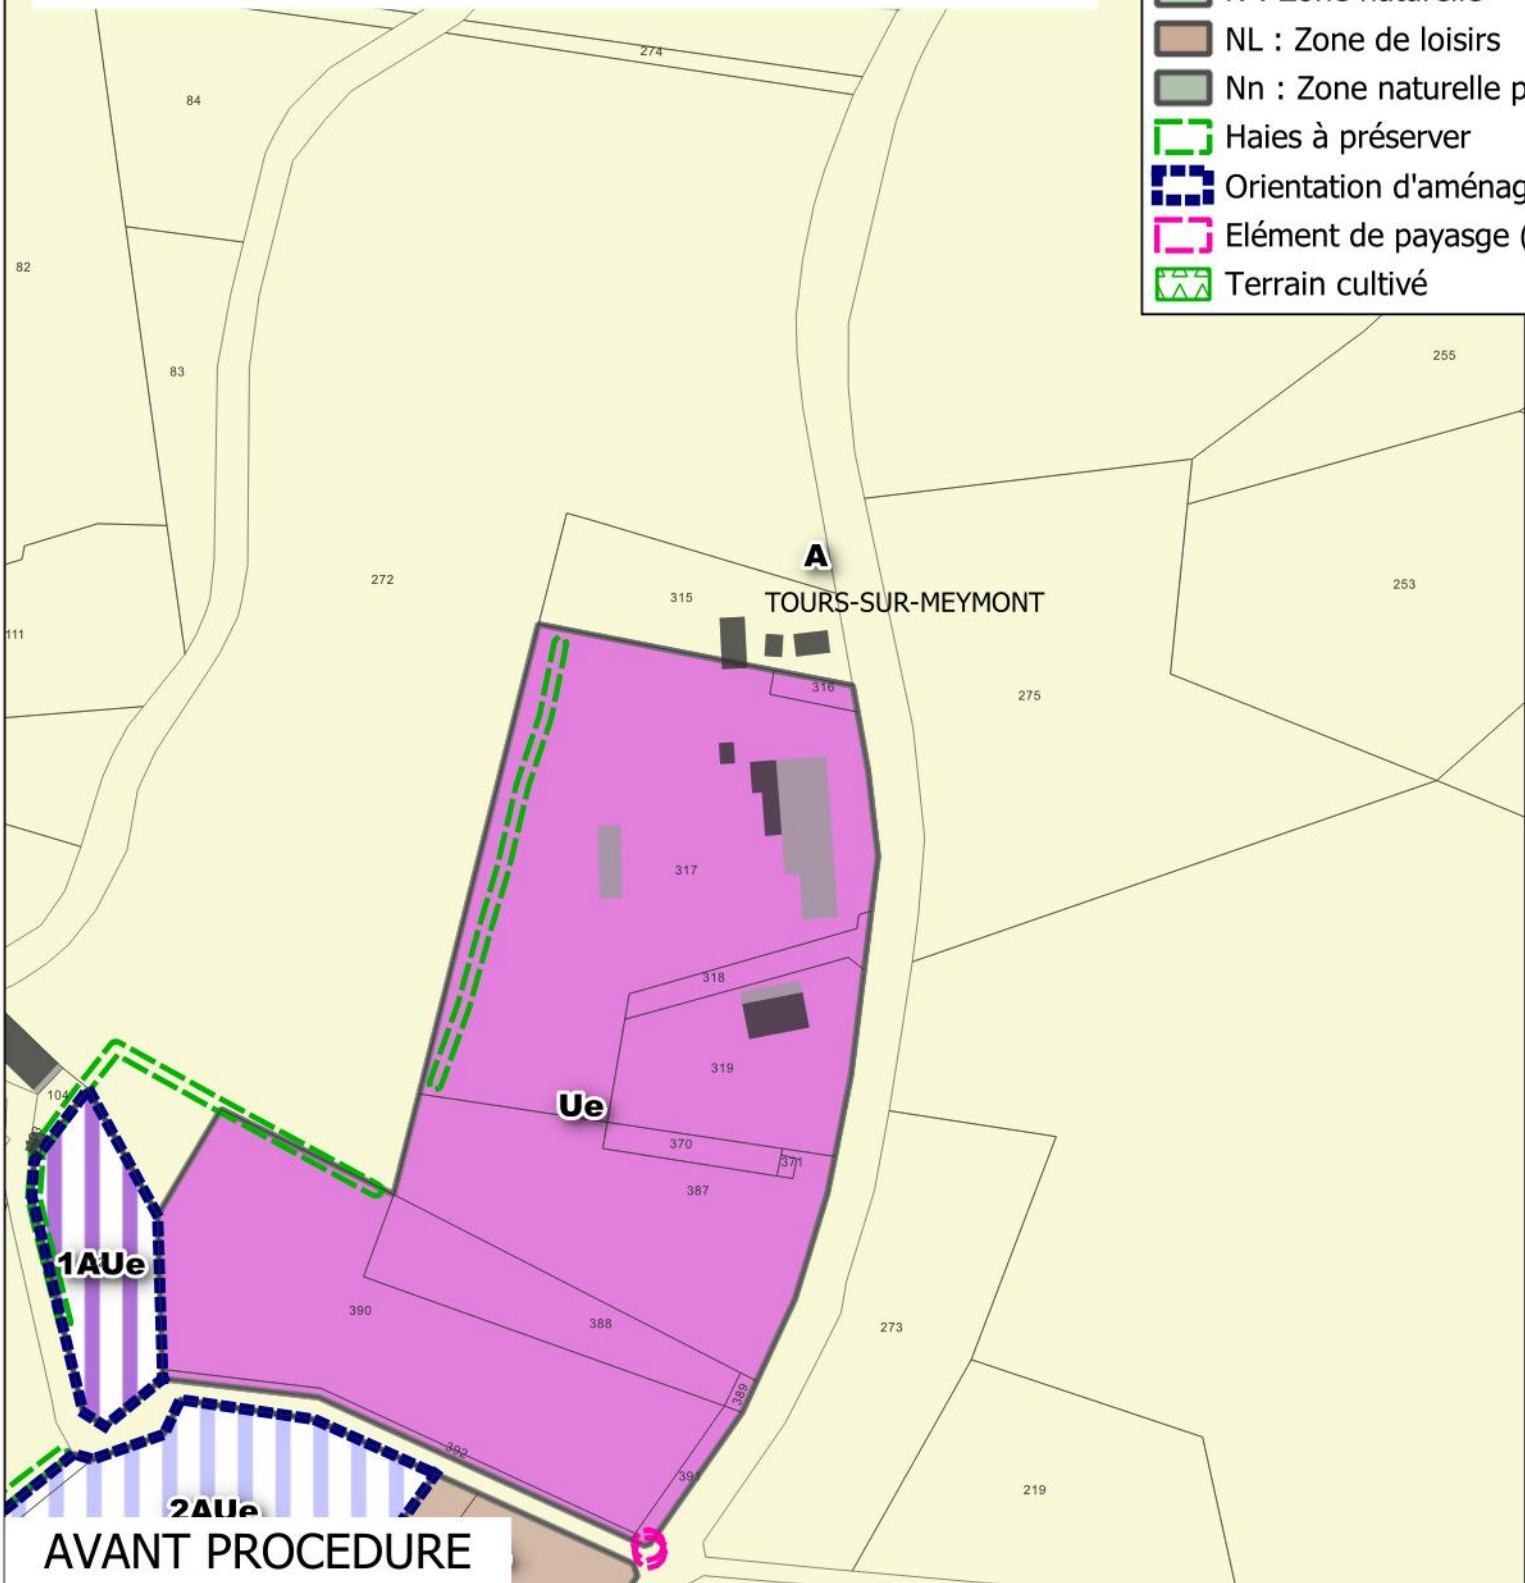 NL : Zone de loisirs
Nn : Zone naturelle p
Haies à préserver
Orientation d'aménag
Elément de payasge (
Terrain cultivé
274
84
82
83
255
272
315
A
TOURS-SUR-MEYMONT
253
111
316
275
317
318
319
104
Ue
370
371
387
1AUe
390
388
273
389
392
391
219
2AUe
AVANT PROCEDURE